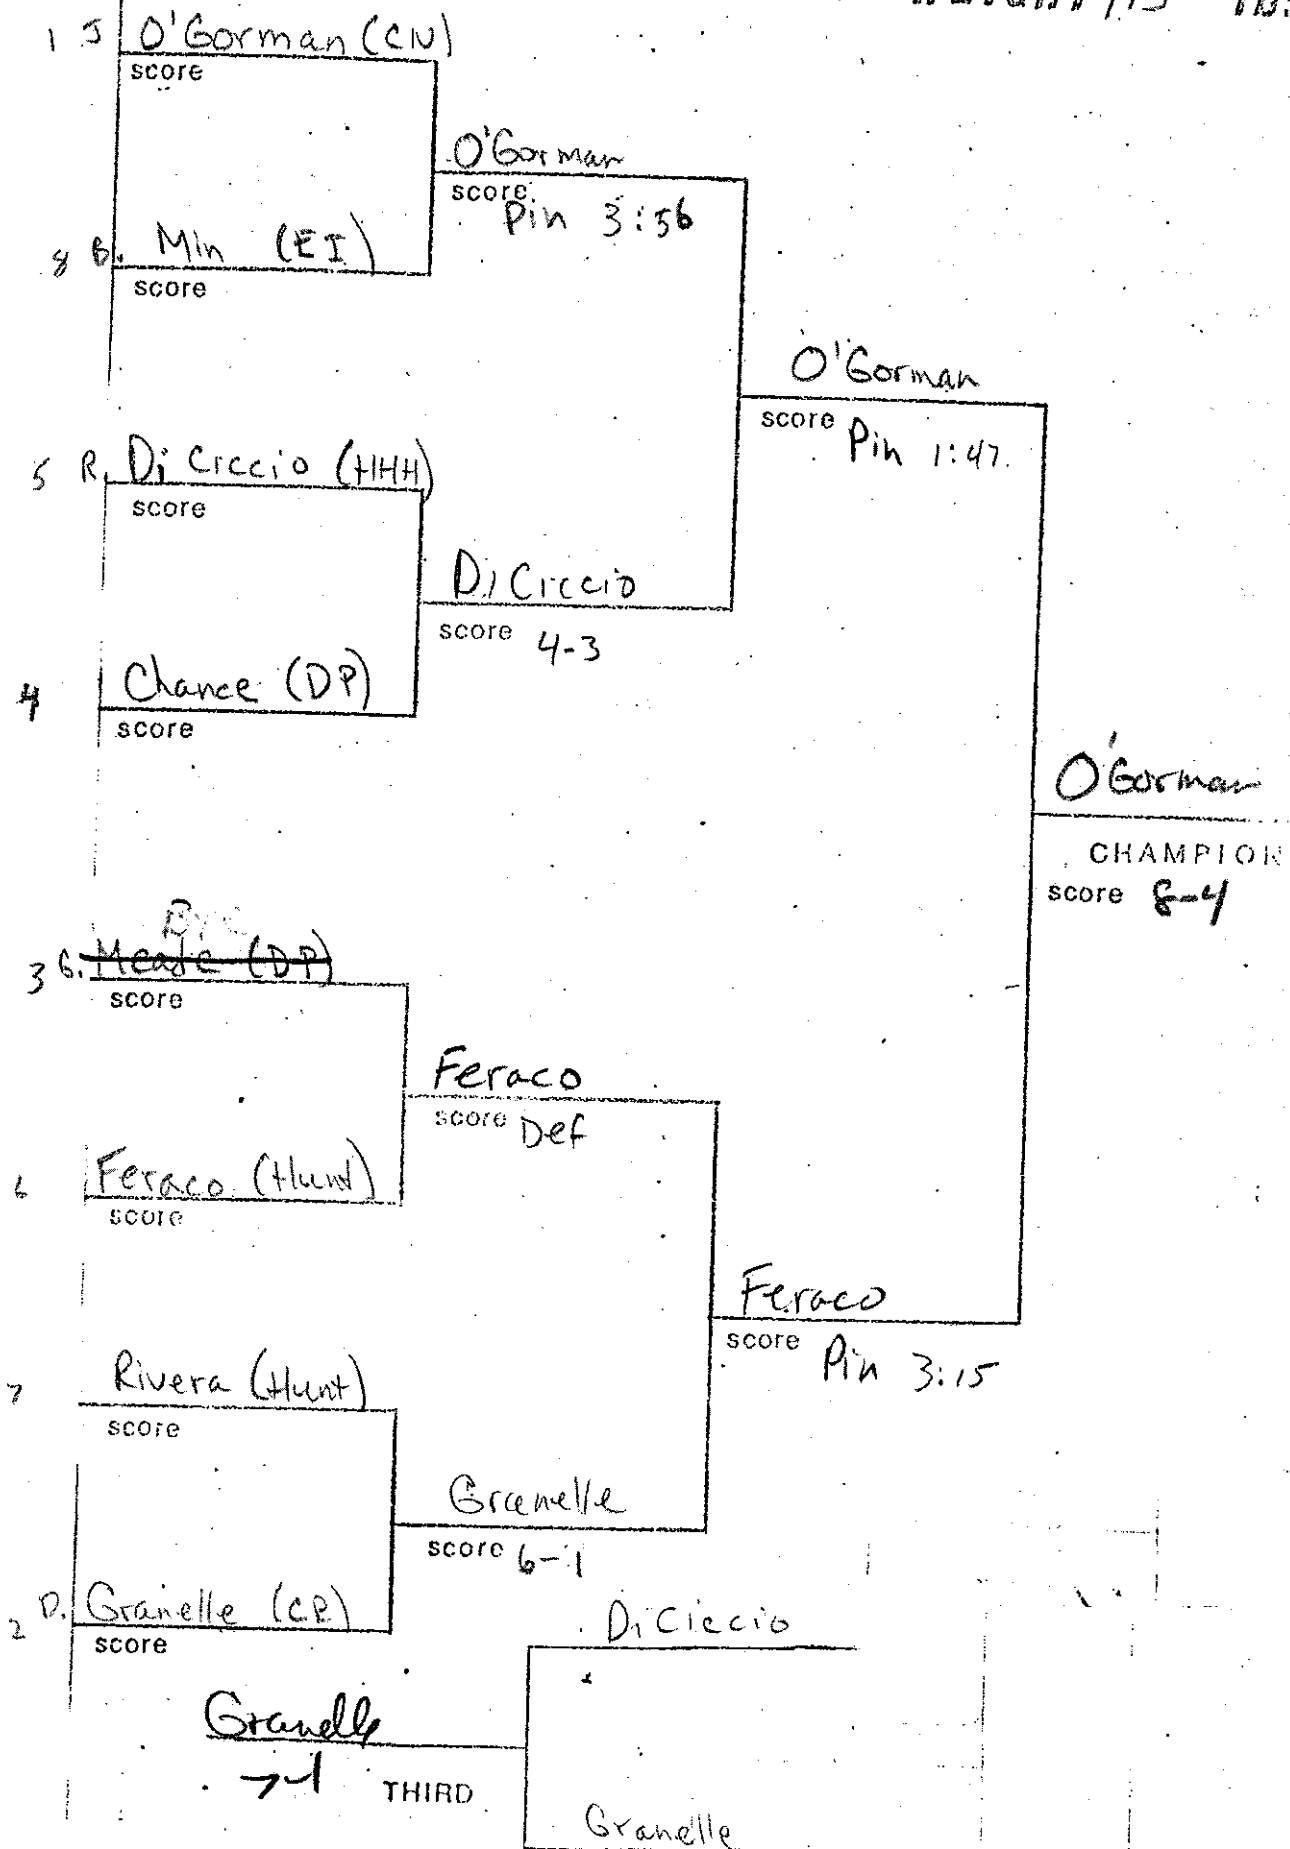 1 J O'Gorman (CN)
score
O'Gorman
score
Pin 3:56
8 B. Min (EI)
score
O'Gorman
score Pin 1:47
5 R. Di Ciccio (HHH)
score
Di Ciccio
score 4-3
4 Chance (DP)
score
O'Gorman
CHAMPION
score 8-4
Bye
3 G. Meade (DP)
score
Feraco
score Def
6 Feraco (Hunt)
score
Feraco
score Pin 3:15
7 Rivera (Hunt)
score
Granelle
score 6-1
2 D. Granelle (CP)
score
Di Ciccio
Granelle
7-1 THIRD
Granelle